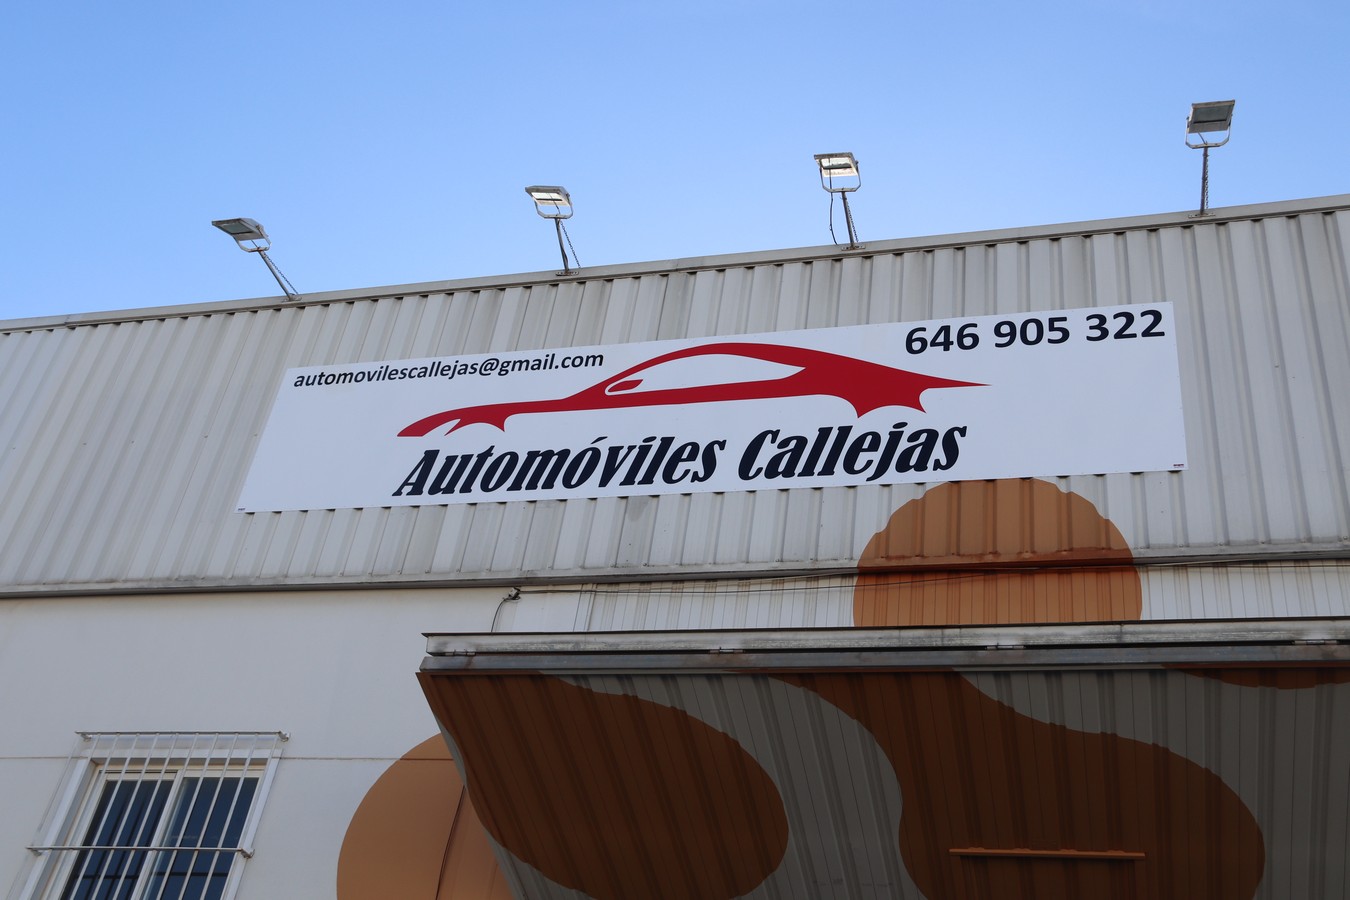 automovilescallejas@gmail.com
646 905 322
Automóviles Callejas